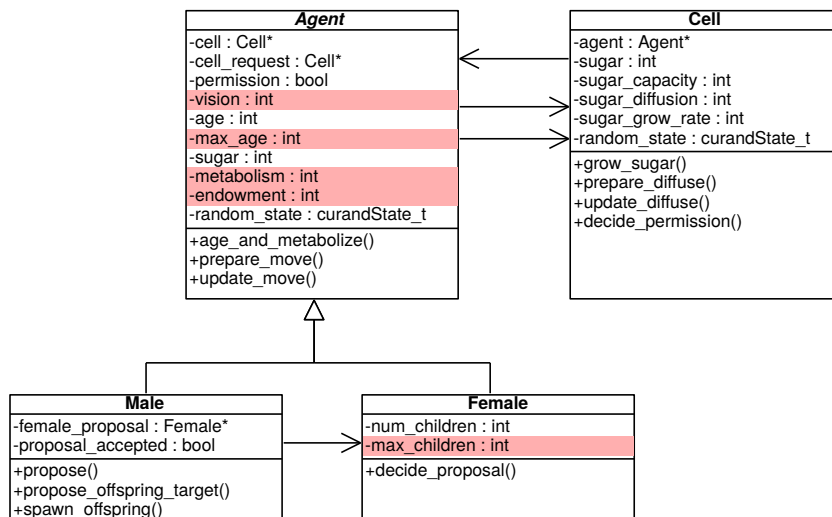 Agent
-cell : Cell*
-cell_request : Cell*
-permission : bool
-vision : int
-age : int
-max_age : int
-sugar : int
-metabolism : int
-endowment : int
-random_state : curandState_t
+age_and_metabolize()
+prepare_move()
+update_move()
Cell
-agent : Agent*
-sugar : int
-sugar_capacity : int
-sugar_diffusion : int
-sugar_grow_rate : int
-random_state : curandState_t
+grow_sugar()
+prepare_diffuse()
+update_diffuse()
+decide_permission()
Male
-female_proposal : Female*
-proposal_accepted : bool
+propose()
+propose_offspring_target()
+spawn_offspring()
Female
-num_children : int
-max_children : int
+decide_proposal()